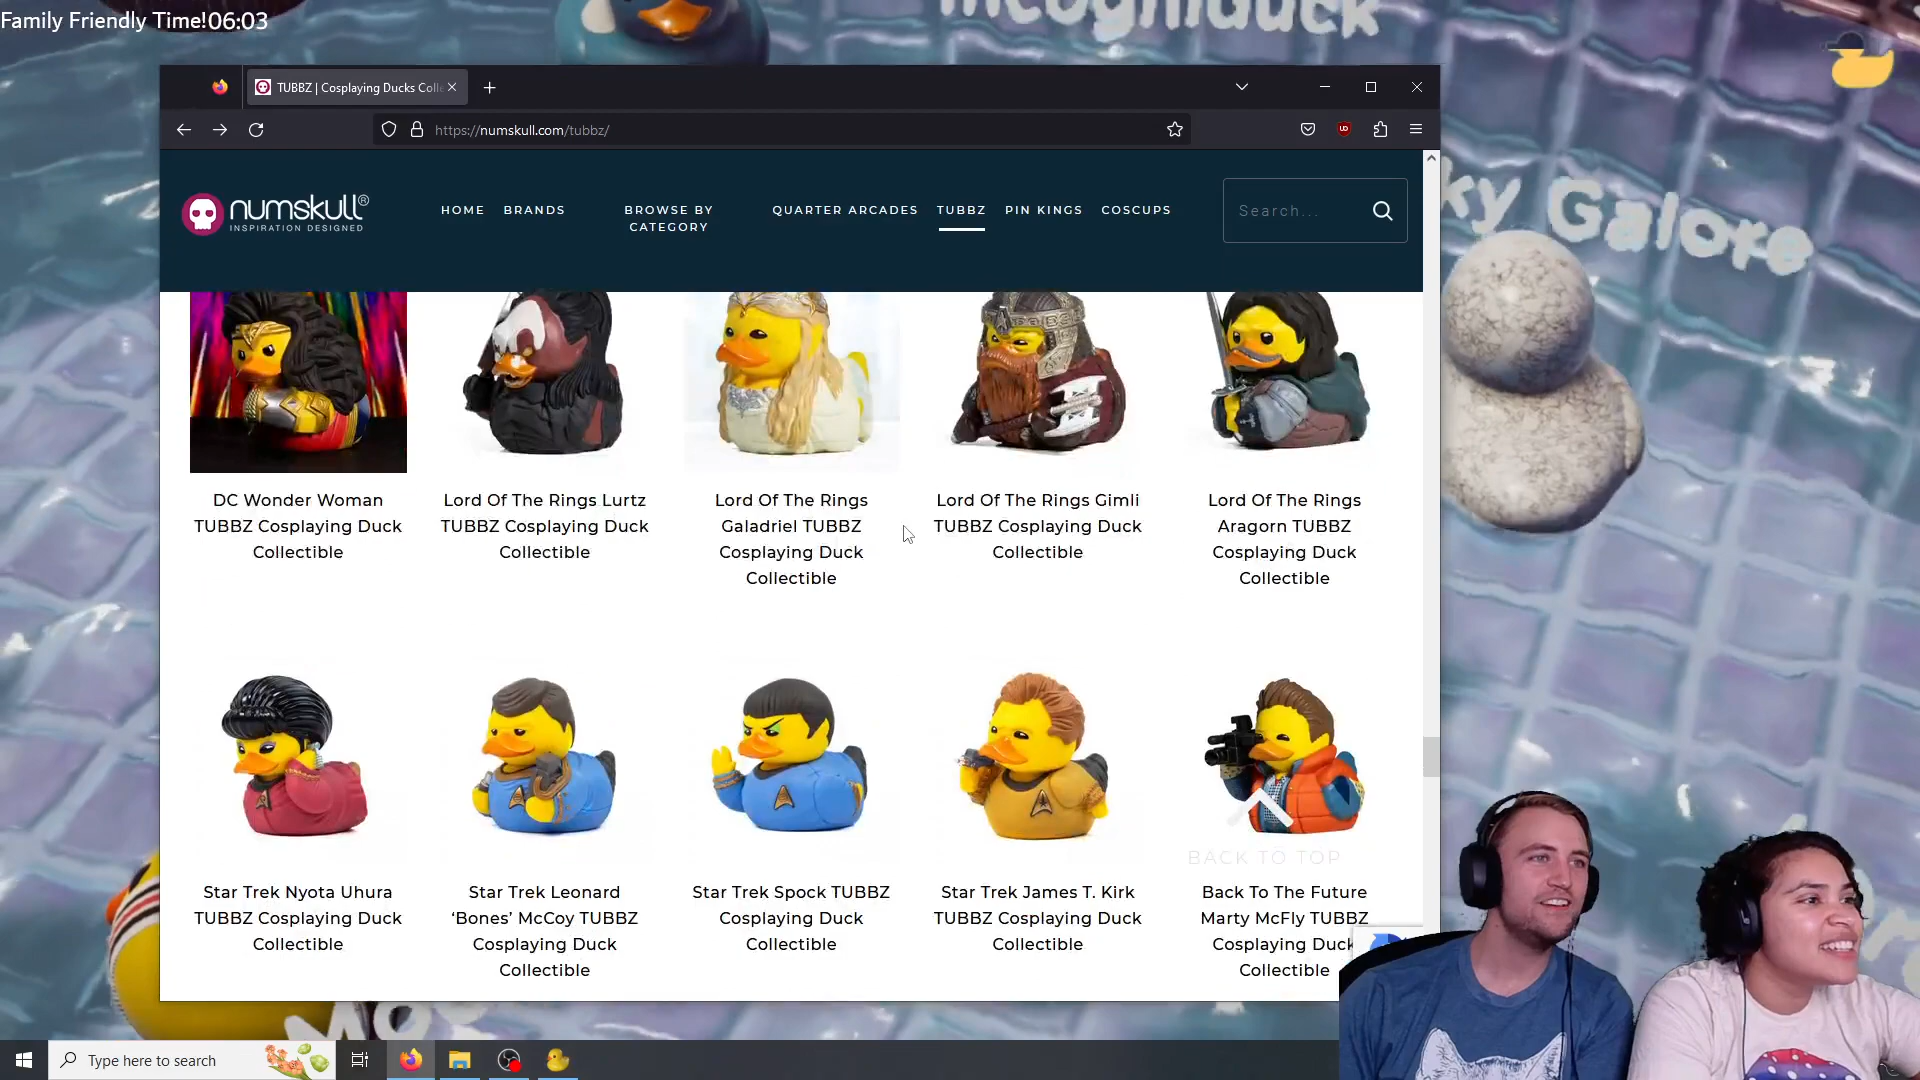 Family Friendly Time!06:03
TUBBZ | Cosplaying Ducks Coll
https://numskull.com/tubbz/
numskull®
INSPIRATION DESIGNED
HOME
BRANDS
BROWSE BY
CATEGORY
QUARTER ARCADES
TUBBZ
PIN KINGS
COSCUPS
Search...
ky Galore
DC Wonder Woman
TUBBZ Cosplaying Duck
Collectible
Lord Of The Rings Lurtz
TUBBZ Cosplaying Duck
Collectible
Lord Of The Rings
Galadriel TUBBZ
Cosplaying Duck
Collectible
Lord Of The Rings Gimli
TUBBZ Cosplaying Duck
Collectible
Lord Of The Rings
Aragorn TUBBZ
Cosplaying Duck
Collectible
BACK TO TOP
Star Trek Nyota Uhura
TUBBZ Cosplaying Duck
Collectible
Star Trek Leonard
‘Bones’ McCoy TUBBZ
Cosplaying Duck
Collectible
Star Trek Spock TUBBZ
Cosplaying Duck
Collectible
Star Trek James T. Kirk
TUBBZ Cosplaying Duck
Collectible
Back To The Future
Marty McFly TUBBZ
Cosplaying Duck
Collectible
Type here to search